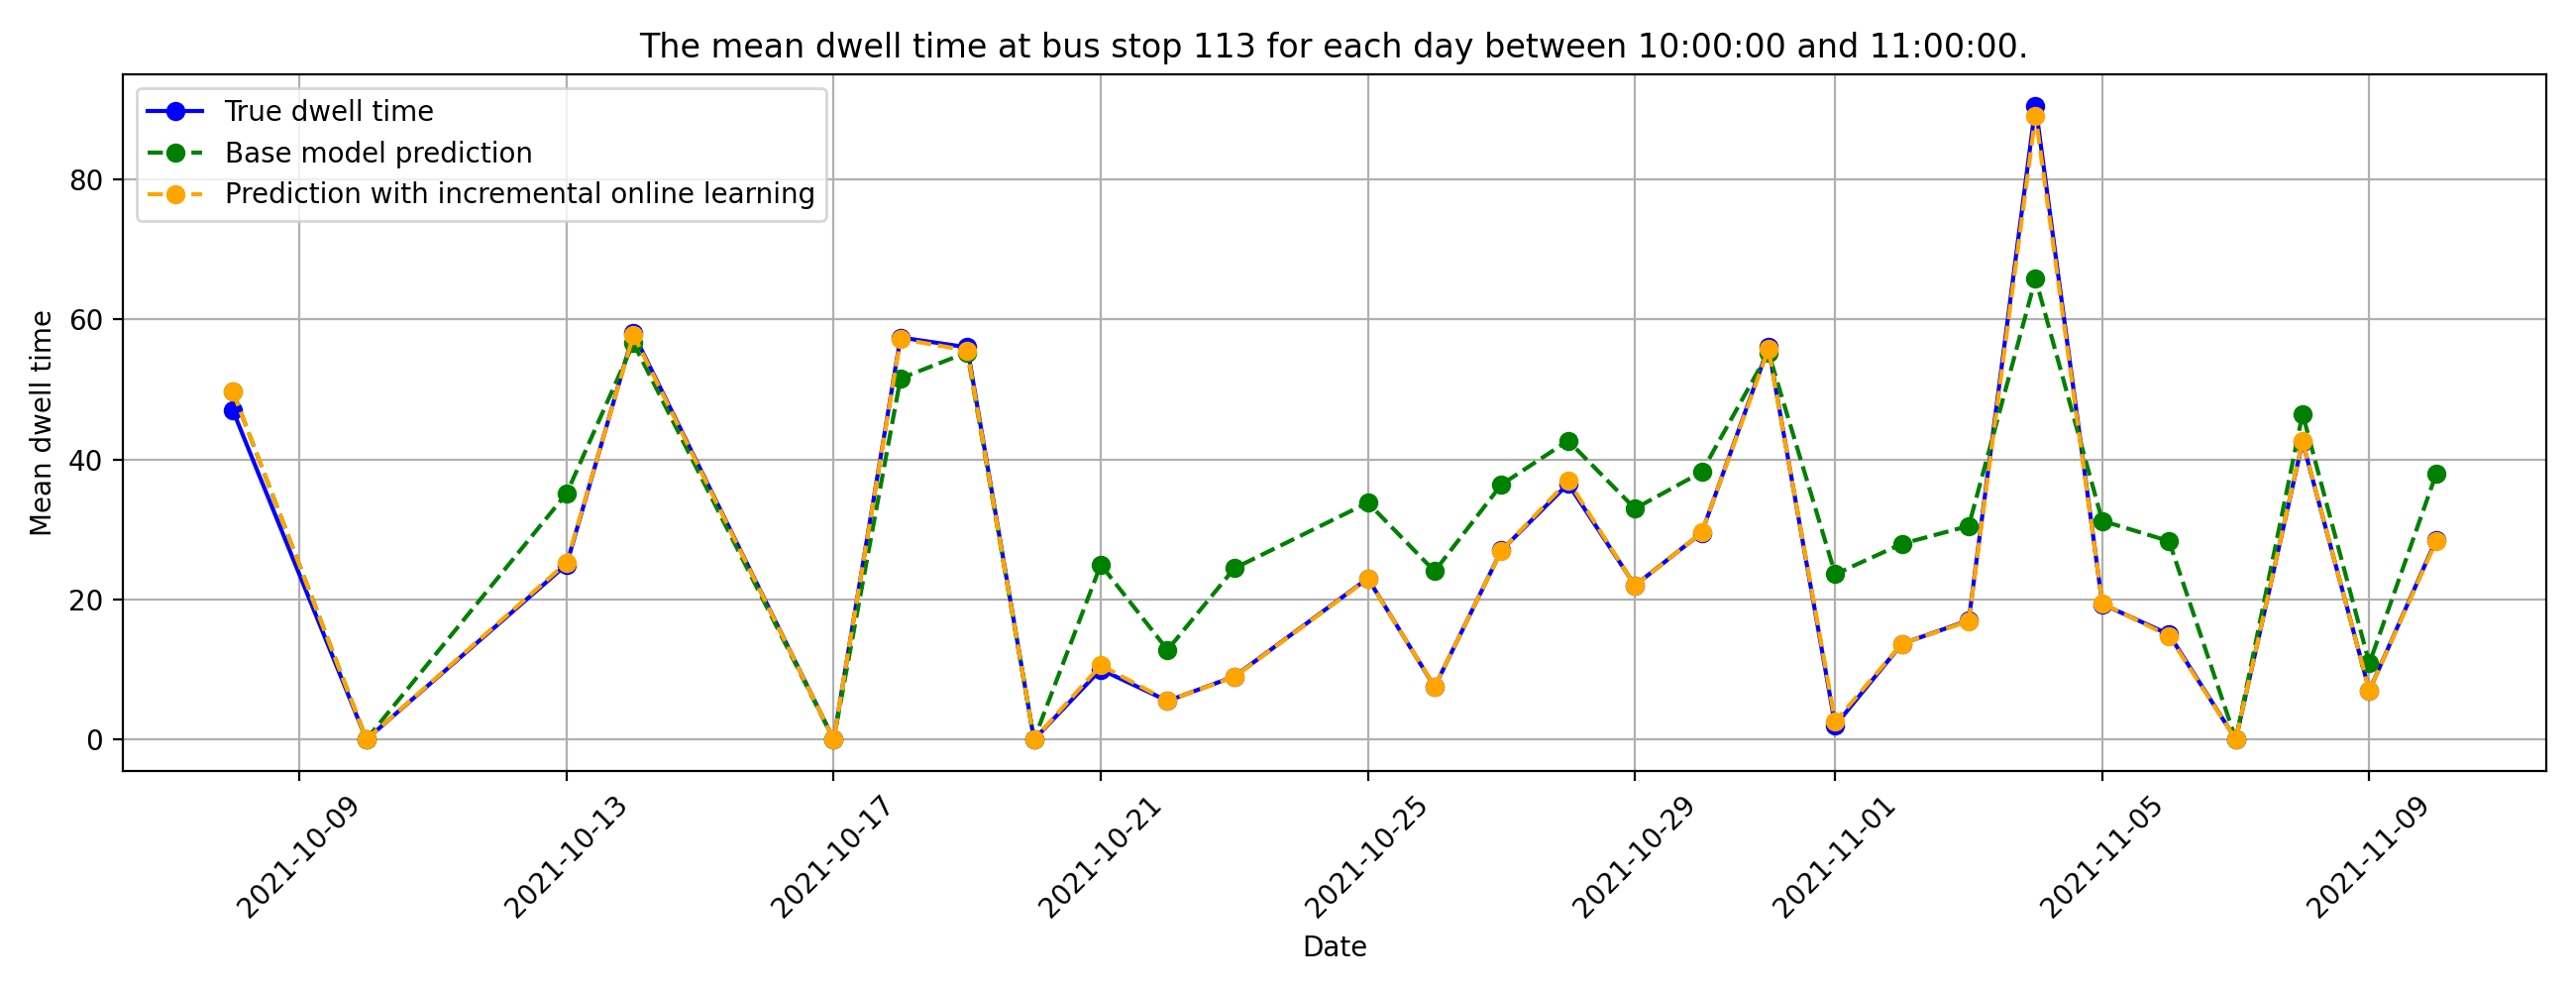 The mean dwell time at bus stop 113 for each day between 10:00:00 and 11:00:00.
True dwell time
Base model prediction
Prediction with incremental online learning
Mean dwell time
80
60
40
20
0
2021-10-09
2021-10-13
2021-10-17
2021-10-21
2021-10-25
2021-10-29
2021-11-01
2021-11-05
2021-11-09
Date